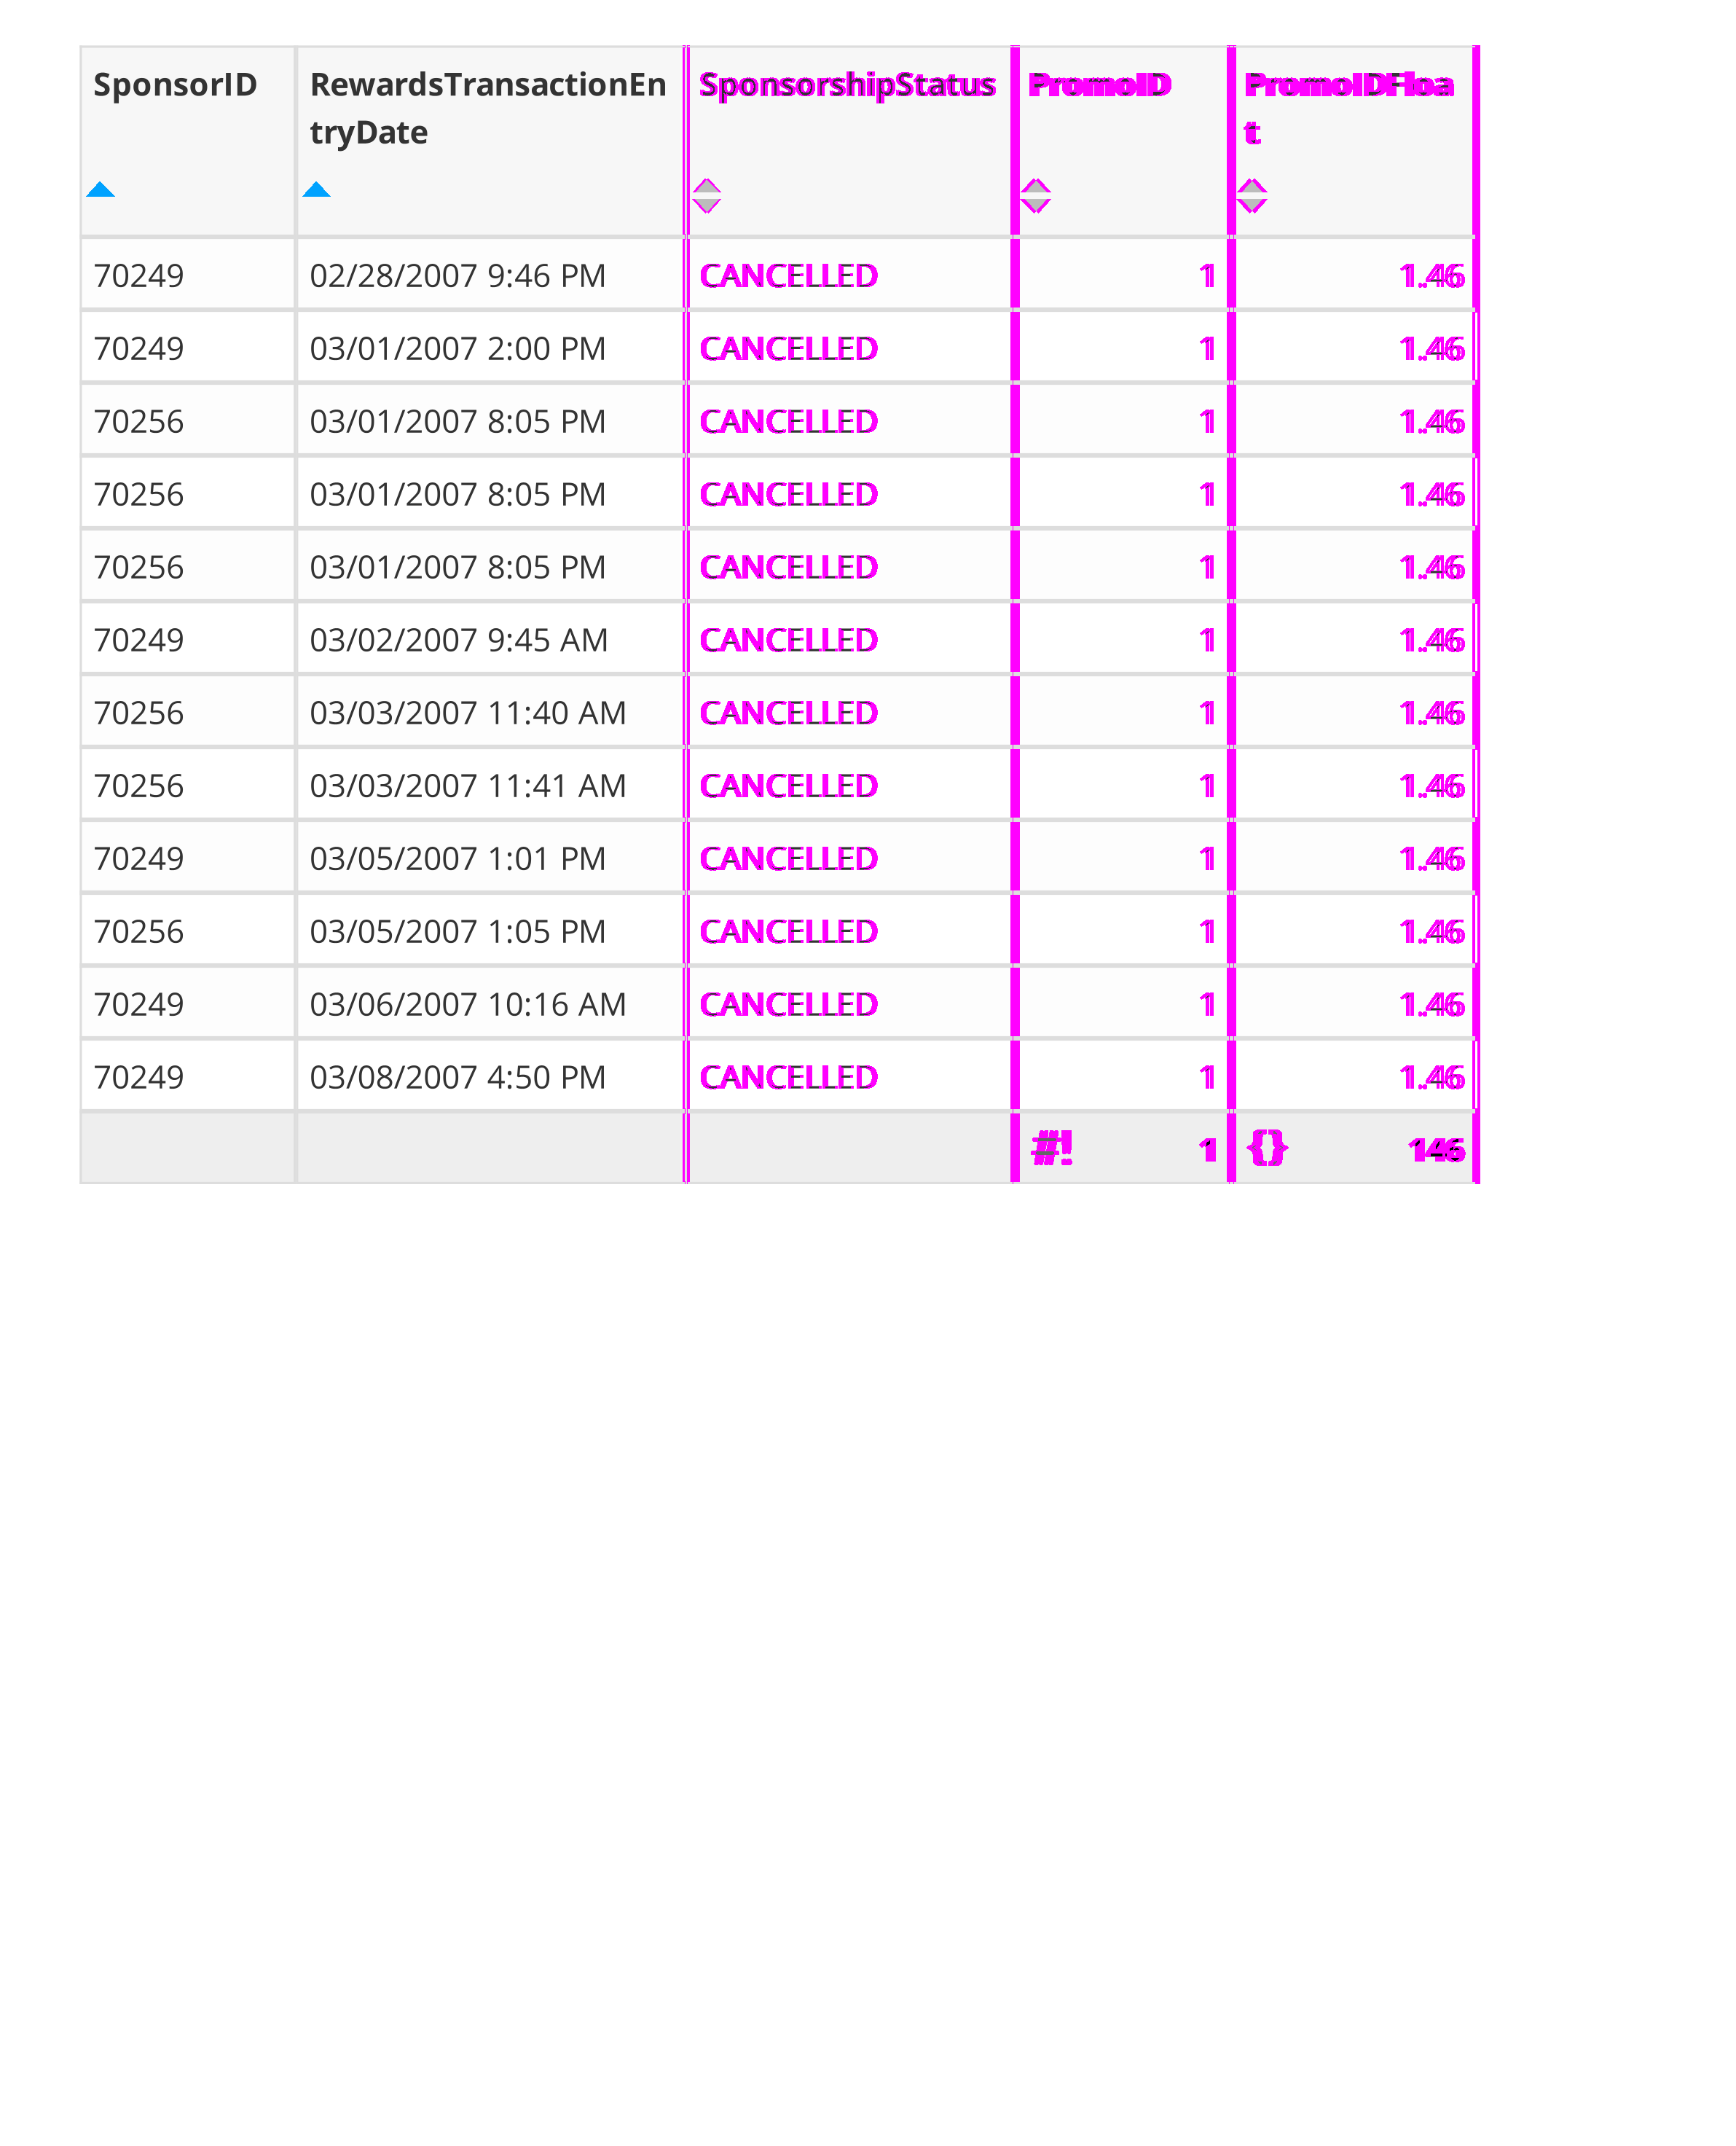 SponsorID RewardsTransactionEn SponsorshipStatus PromoID PromoIDFloa
tryDate t
70249 02/28/2007 9:46 PM CANCELLED 1 1.46
70249 03/01/2007 2:00 PM CANCELLED 1 1.46
70256 03/01/2007 8:05 PM CANCELLED 1 1.46
70256 03/01/2007 8:05 PM CANCELLED 1 1.46
70256 03/01/2007 8:05 PM CANCELLED 1 1.46
70249 03/02/2007 9:45 AM CANCELLED 1 1.46
70256 03/03/2007 11:40 AM CANCELLED 1 1.46
70256 03/03/2007 11:41 AM CANCELLED 1 1.46
70249 03/05/2007 1:01 PM CANCELLED 1 1.46
70256 03/05/2007 1:05 PM CANCELLED 1 1.46
70249 03/06/2007 10:16 AM CANCELLED 1 1.46
70249 03/08/2007 4:50 PM CANCELLED 1 1.46
#! 1 {} 146